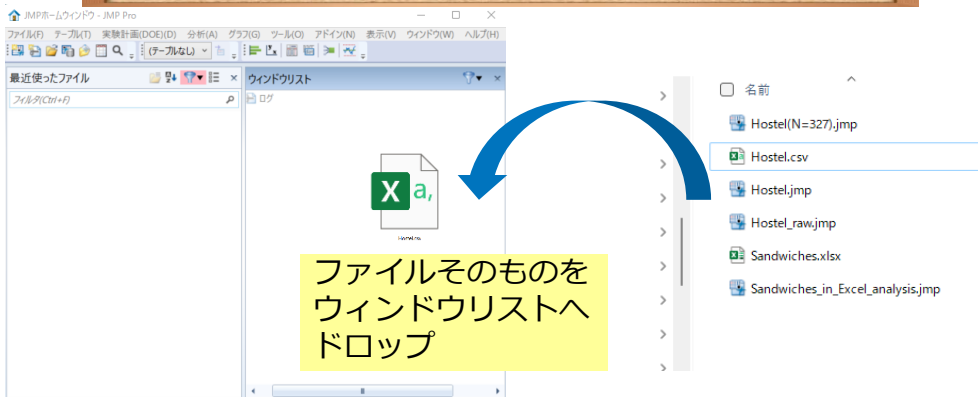 JMPホームウィンドウ - JMP Pro
ファイル(F) テーブル(T) 実験計画(DOE)(D) 分析(A) グラフ(G) ツール(O) アドイン(N) 表示(V) ウィンドウ(W) ヘルプ(H)
(テーブルなし)
最近使ったファイル
フィルタ(Ctrl+F)
ウィンドウリスト
ログ
X a,
Hostel.csv
ファイルそのものを
ウィンドウリストへ
ドロップ
名前
Hostel(N=327).jmp
Hostel.csv
Hostel.jmp
Hostel_raw.jmp
Sandwiches.xlsx
Sandwiches_in_Excel_analysis.jmp